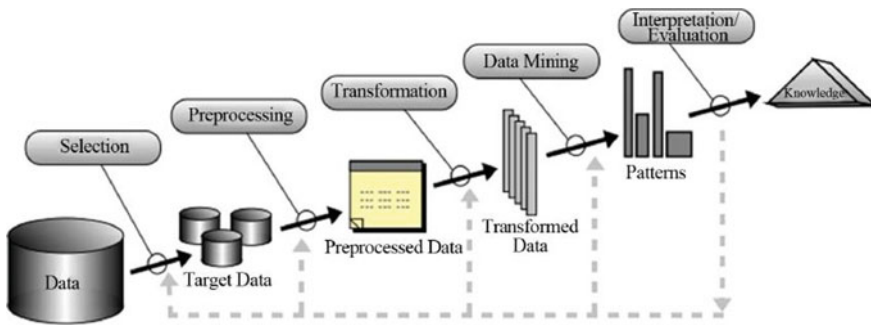 Interpretation/
Evaluation
Data Mining
Transformation
Preprocessing
Selection
Knowledge
Patterns
Transformed
Data
Preprocessed Data
Target Data
Data